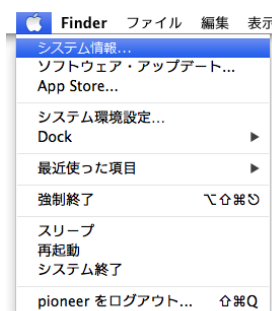 Finder ファイル 編集 表示
システム情報...
ソフトウェア・アップデート...
App Store...
システム環境設定...
Dock ▶
最近使った項目 ▶
強制終了 ⌥⇧⌘⎋
スリープ
再起動
システム終了
pioneer をログアウト... ⇧⌘Q